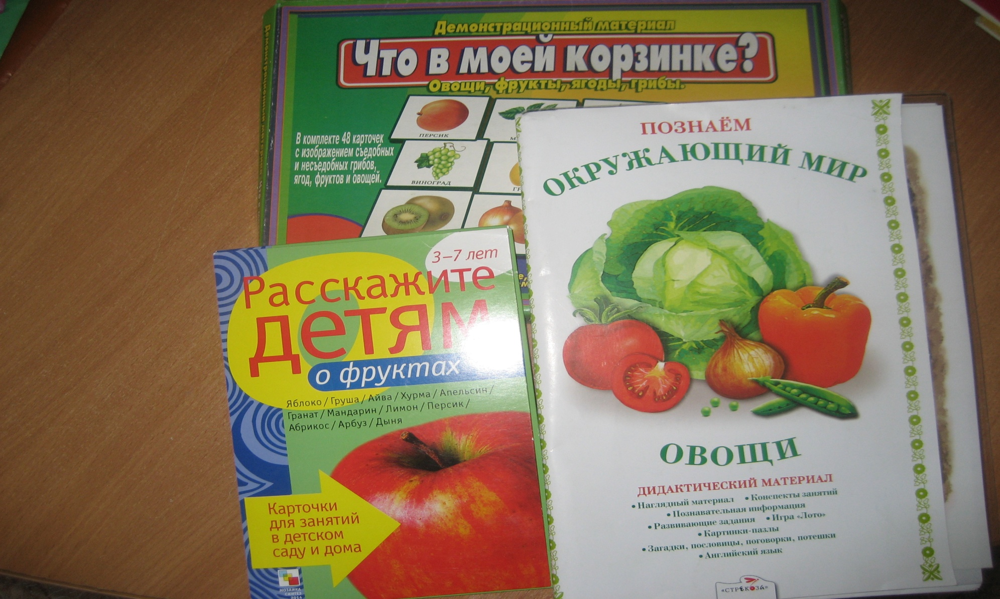 Демонстрационный материал
Что в моей корзинке?
Овощи, фрукты, ягоды, грибы.
В комплекте 48 карточек
с изображением съедобных
и несъедобных грибов,
ягод, фруктов и овощей.
ПЕРСИК
ВИНОГРАД
3–7 лет
Расскажите
детям
о фруктах
Яблоко / Груша / Айва / Хурма / Апельсин /
Гранат / Мандарин / Лимон / Персик /
Абрикос / Арбуз / Дыня
Карточки
для занятий
в детском
саду и дома
МОЗАИКА
СИНТЕЗ
2014
ПОЗНАЁМ
ОКРУЖАЮЩИЙ МИР
ОВОЩИ
ДИДАКТИЧЕСКИЙ МАТЕРИАЛ
• Наглядный материал • Конспекты занятий
• Познавательная информация
• Развивающие задания • Игра «Лото»
• Картинки-пазлы
• Загадки, пословицы, поговорки, потешки
• Английский язык
«СТРЕКОЗА»